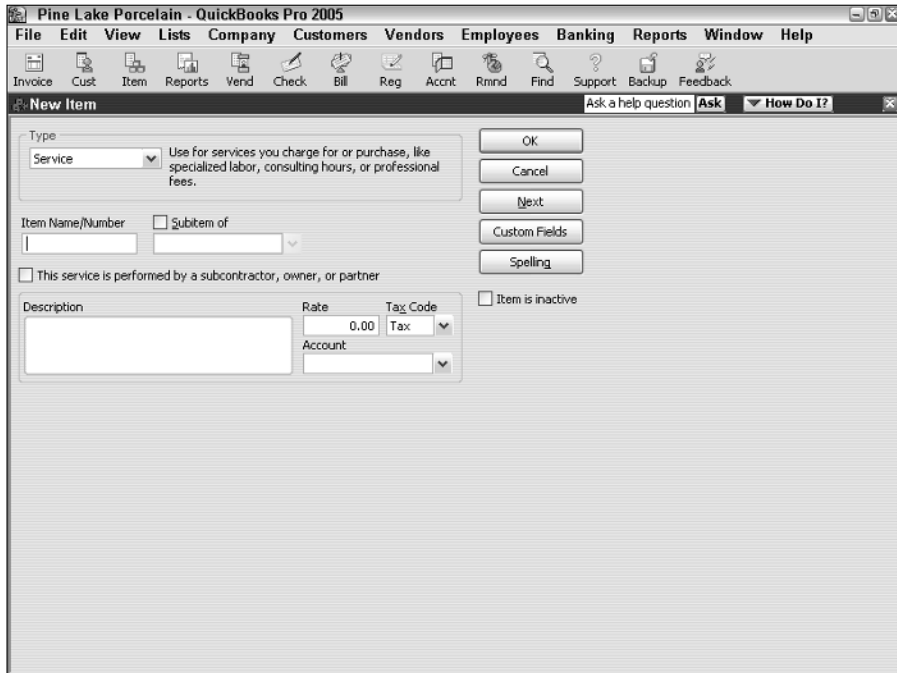 Pine Lake Porcelain - QuickBooks Pro 2005
File Edit View Lists Company Customers Vendors Employees Banking Reports Window Help
Invoice Cust Item Reports Vend Check Bill Reg Accnt Rmnd Find Support Backup Feedback
New Item Ask a help question Ask How Do I?
Type
Service
Use for services you charge for or purchase, like
specialized labor, consulting hours, or professional
fees.
OK
Cancel
Next
Custom Fields
Spelling
Item is inactive
Item Name/Number Subitem of
This service is performed by a subcontractor, owner, or partner
Description Rate Tax Code
0.00 Tax
Account